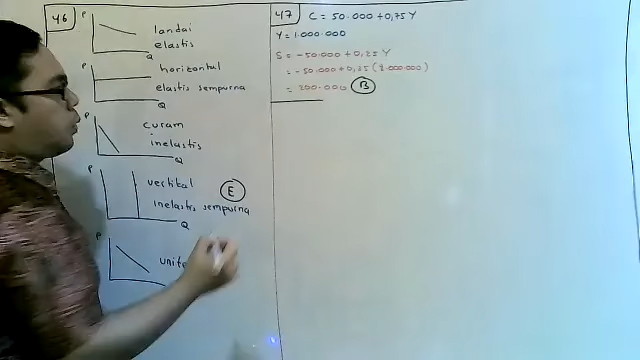 46
P
landai
elastis
Q
P
horizontal
elastis sempurna
Q
P
curam
inelastis
Q
P
vertikal
E
inelastis sempurna
Q
P
47
C = 50.000 + 0,75 Y
Y = 1.000.000
S = -50.000 + 0,25 Y
= -50.000 + 0,25 (1.000.000)
= 200.000 B